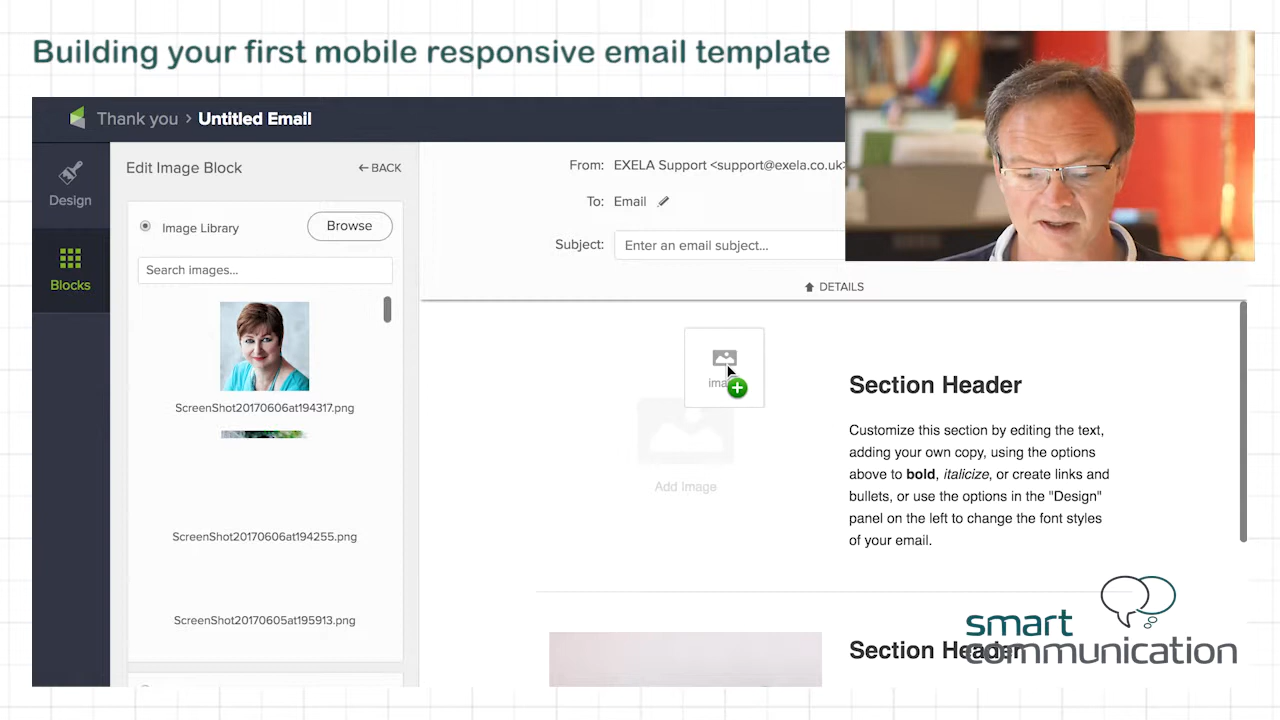 Building your first mobile responsive email template
Thank you › Untitled Email
Design
Blocks
Edit Image Block
BACK
Image Library
Browse
Search images...
ScreenShot20170606at194317.png
ScreenShot20170606at194255.png
ScreenShot20170605at195913.png
From: EXELA Support <support@exela.co.uk>
To: Email
Subject: Enter an email subject...
DETAILS
Add Image
Section Header
Customize this section by editing the text,
adding your own copy, using the options
above to bold, italicize, or create links and
bullets, or use the options in the "Design"
panel on the left to change the font styles
of your email.
Section Header
smart
communication